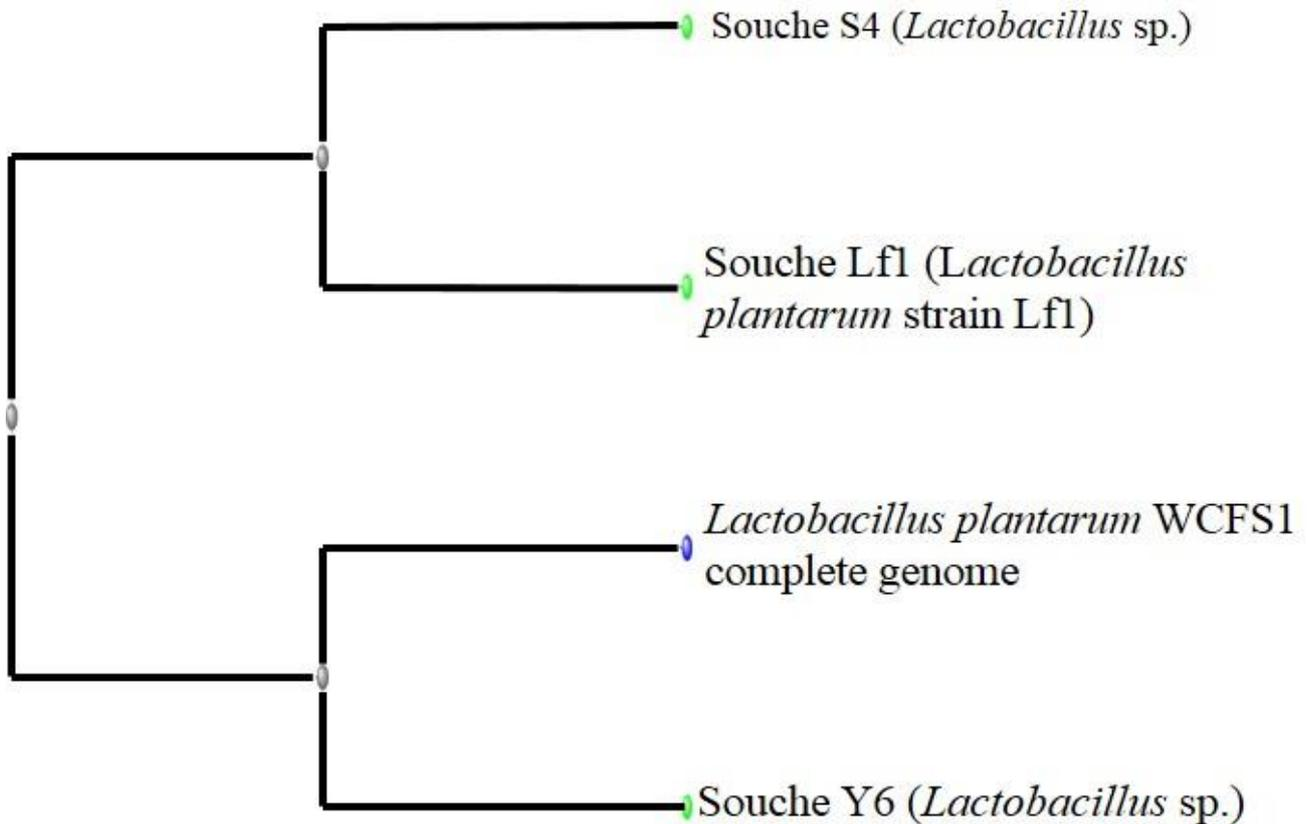 Souche S4 (Lactobacillus sp.)
Souche Lf1 (Lactobacillus
plantarum strain Lf1)
Lactobacillus plantarum WCFS1
complete genome
Souche Y6 (Lactobacillus sp.)